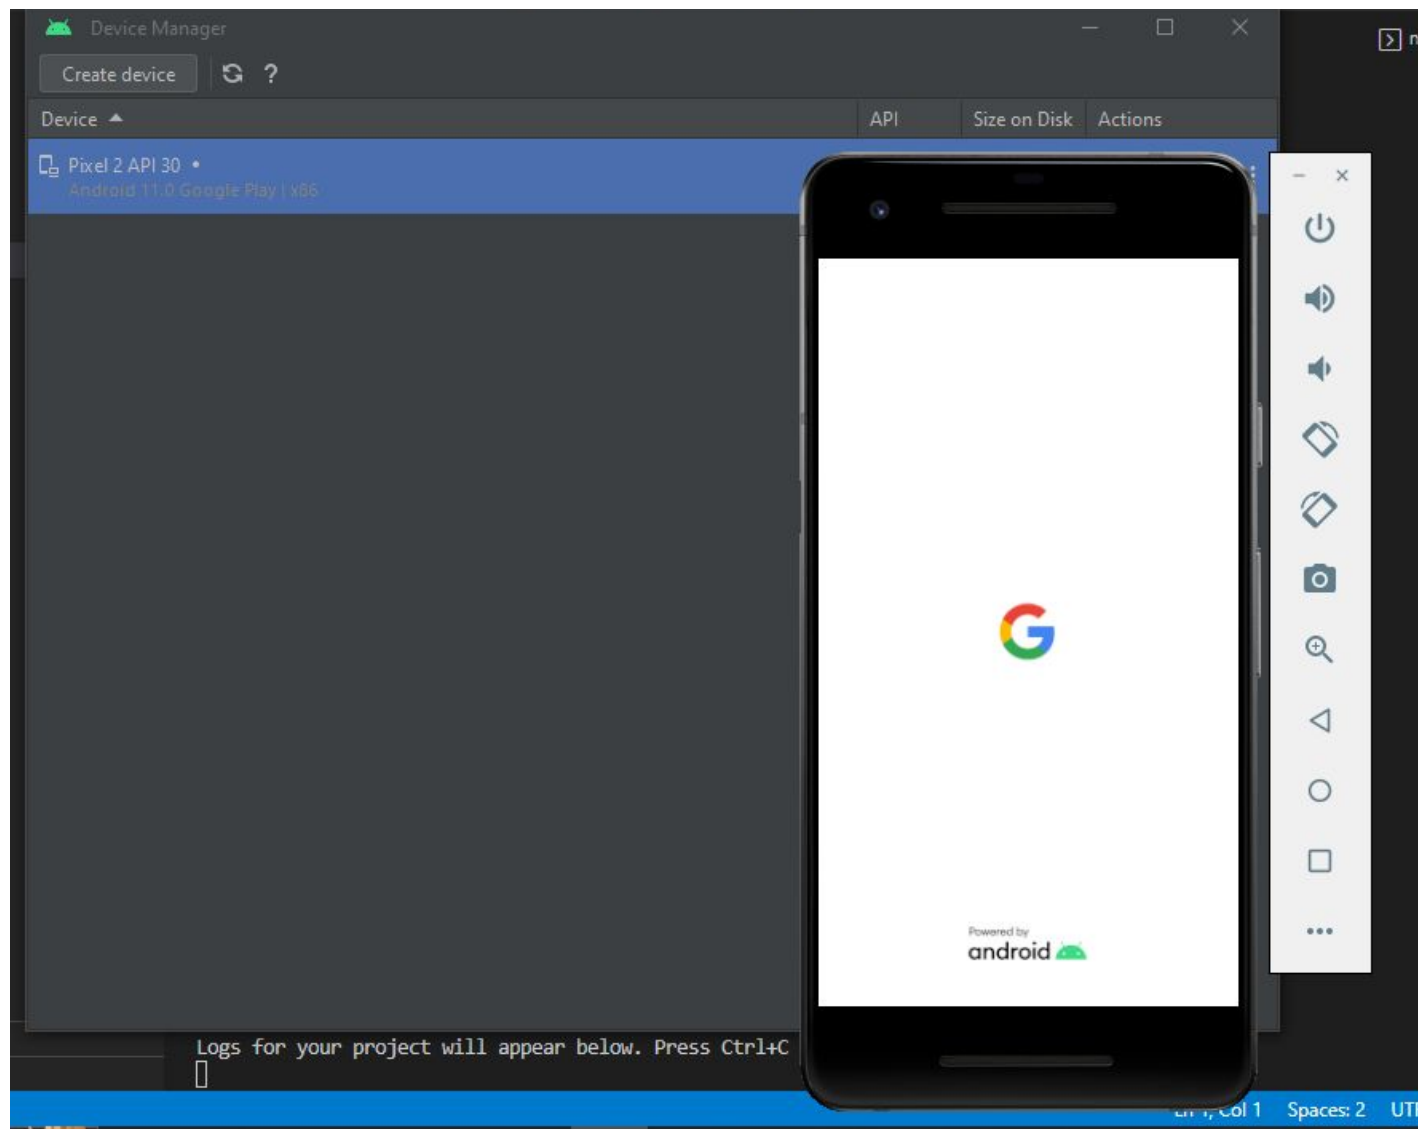 Device Manager
Create device
?
Device
API
Size on Disk
Actions
Pixel 2 API 30 •
Android 11.0 Google Play | x86
G
Powered by
android
Logs for your project will appear below. Press Ctrl+C
Col 1
Spaces: 2